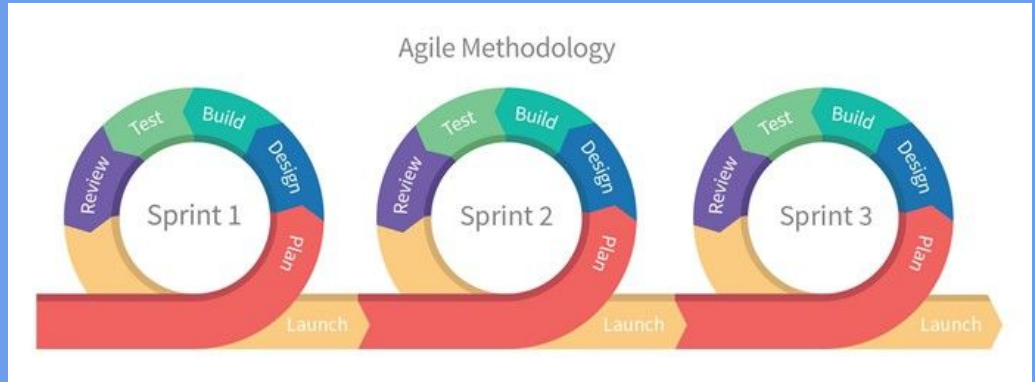 Agile Methodology
Test
Build
Review
Design
Sprint 1
Plan
Launch
Test
Build
Review
Design
Sprint 2
Plan
Launch
Test
Build
Review
Design
Sprint 3
Plan
Launch